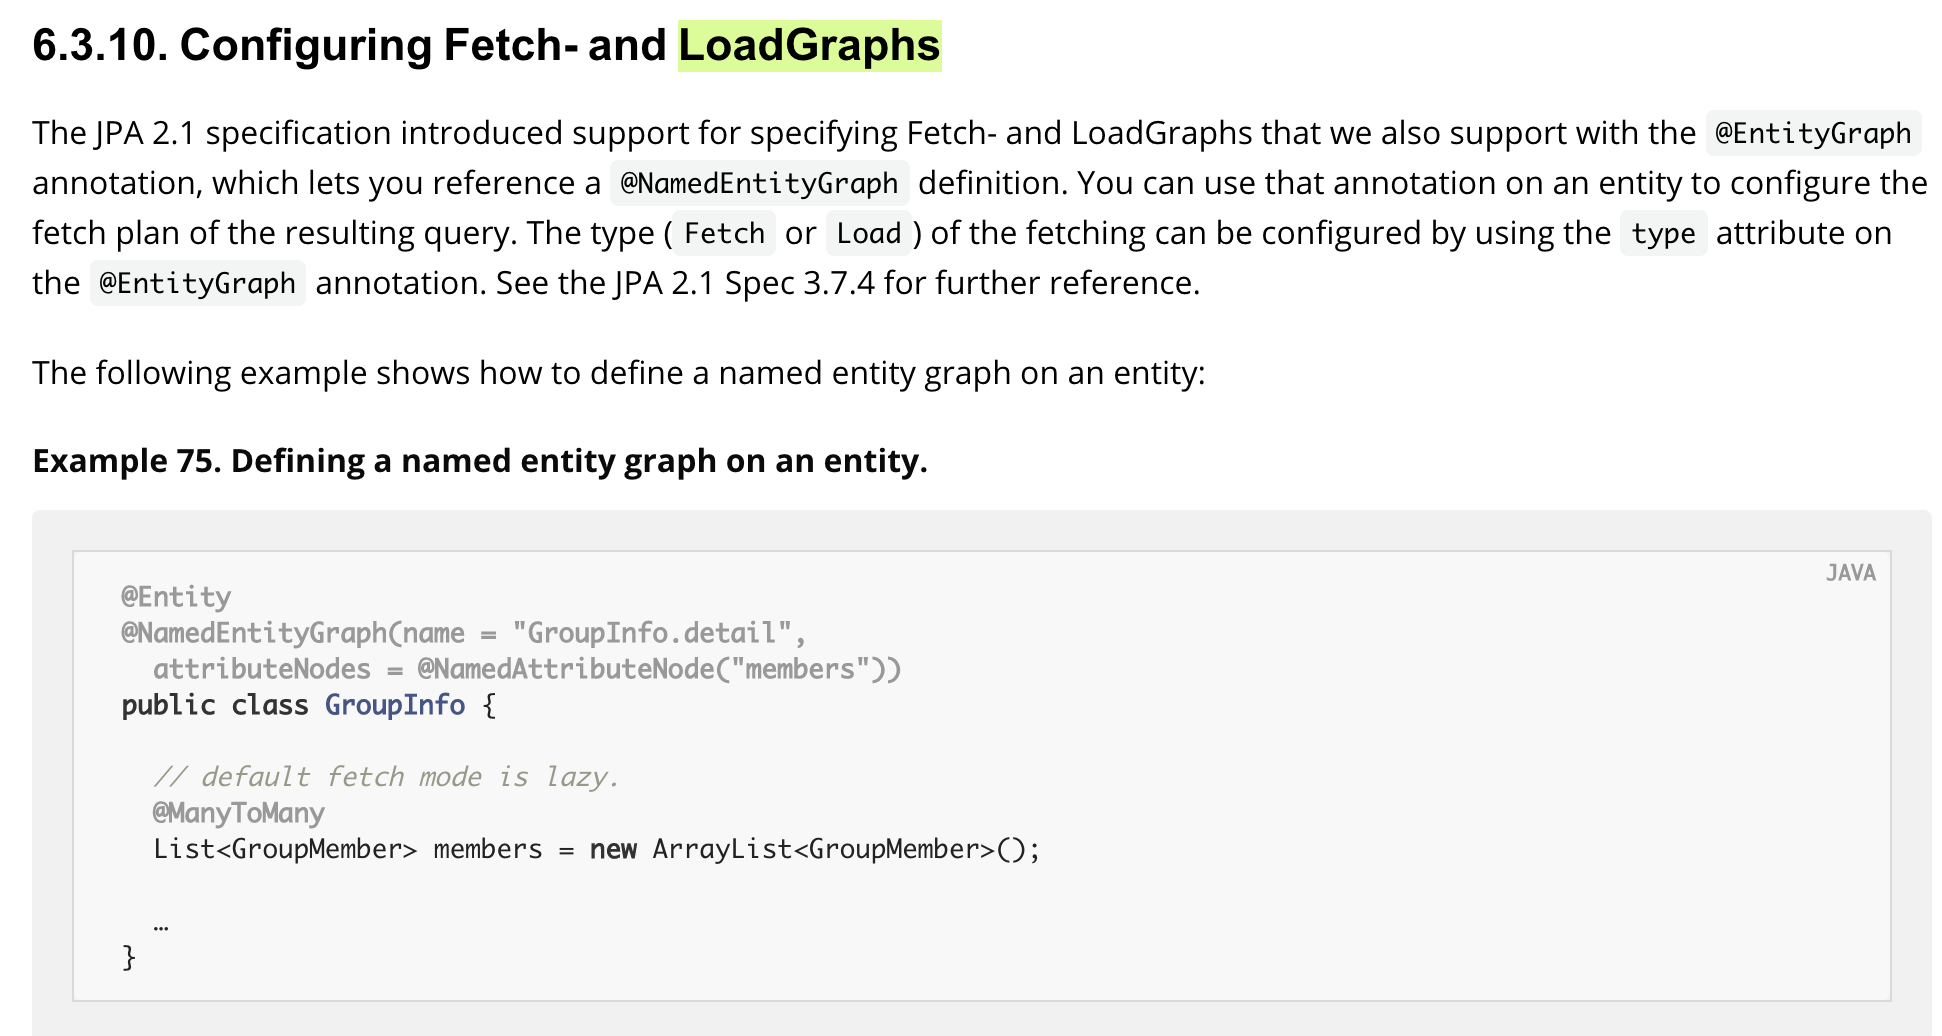 6.3.10. Configuring Fetch- and LoadGraphs
The JPA 2.1 specification introduced support for specifying Fetch- and LoadGraphs that we also support with the @EntityGraph
annotation, which lets you reference a @NamedEntityGraph definition. You can use that annotation on an entity to configure the
fetch plan of the resulting query. The type ( Fetch or Load ) of the fetching can be configured by using the type attribute on
the @EntityGraph annotation. See the JPA 2.1 Spec 3.7.4 for further reference.
The following example shows how to define a named entity graph on an entity:
Example 75. Defining a named entity graph on an entity.
JAVA
@Entity
@NamedEntityGraph(name = "GroupInfo.detail",
  attributeNodes = @NamedAttributeNode("members"))
public class GroupInfo {
  // default fetch mode is lazy.
  @ManyToMany
  List<GroupMember> members = new ArrayList<GroupMember>();
  …
}